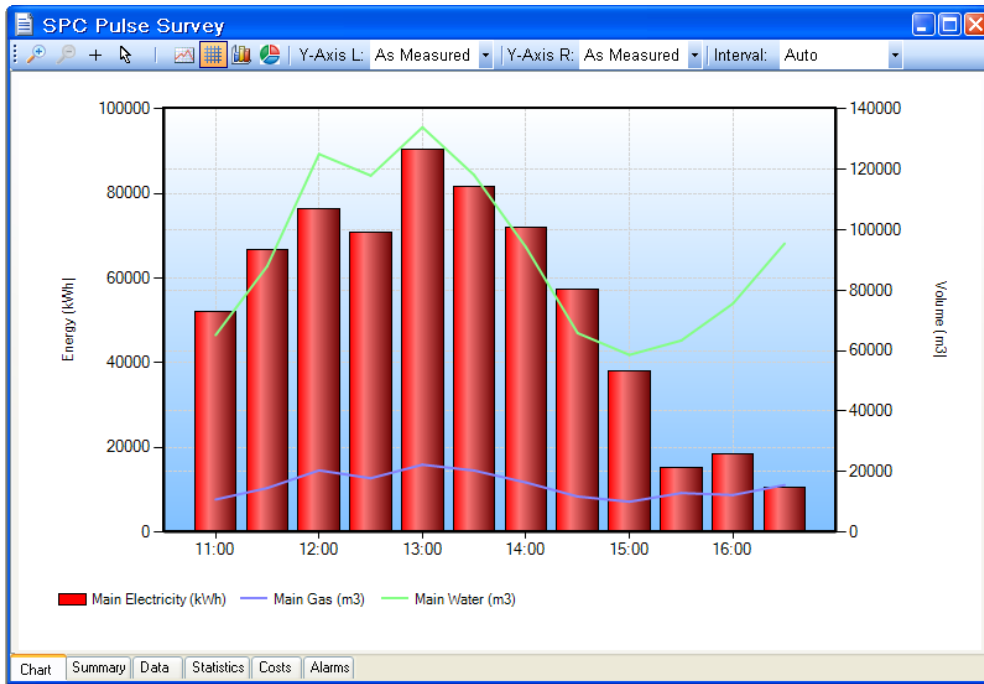 SPC Pulse Survey
Y-Axis L: As Measured Y-Axis R: As Measured Interval: Auto
100000 140000
120000
80000
100000
60000 80000
Energy (kWh) Volume (m3)
60000
40000
40000
20000 20000
0 0
11:00 12:00 13:00 14:00 15:00 16:00
Main Electricity (kWh) Main Gas (m3) Main Water (m3)
Chart Summary Data Statistics Costs Alarms